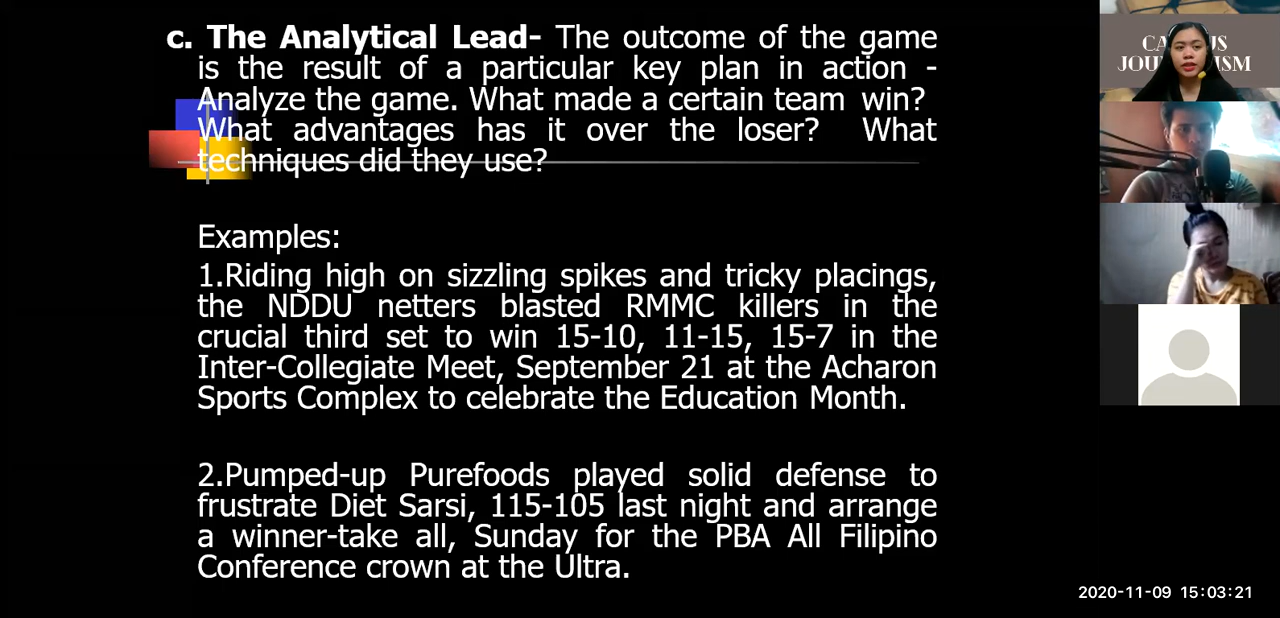 c. The Analytical Lead- The outcome of the game
is the result of a particular key plan in action -
Analyze the game. What made a certain team win?
What advantages has it over the loser? What
techniques did they use?
Examples:
1.Riding high on sizzling spikes and tricky placings,
the NDDU netters blasted RMMC killers in the
crucial third set to win 15-10, 11-15, 15-7 in the
Inter-Collegiate Meet, September 21 at the Acharon
Sports Complex to celebrate the Education Month.
2.Pumped-up Purefoods played solid defense to
frustrate Diet Sarsi, 115-105 last night and arrange
a winner-take all, Sunday for the PBA All Filipino
Conference crown at the Ultra.
2020-11-09 15:03:21